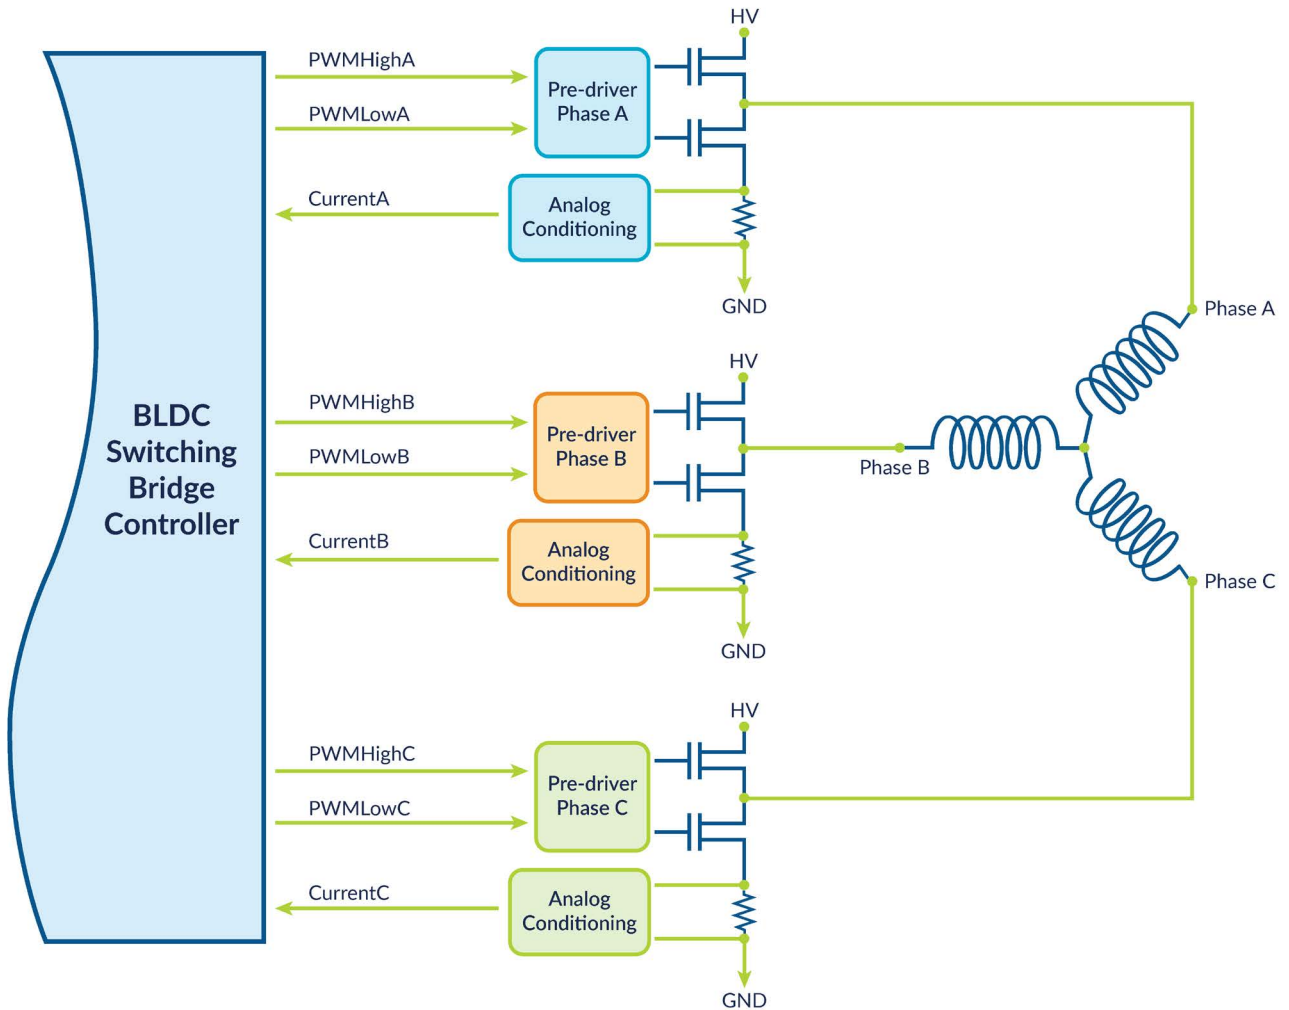 HV
PWMHighA
Pre-driver
Phase A
PWMLowA
CurrentA
Analog
Conditioning
GND
Phase A
HV
PWMHighB
Pre-driver
Phase B
PWMLowB
Phase B
BLDC
Switching
Bridge
Controller
CurrentB
Analog
Conditioning
Phase C
GND
HV
PWMHighC
Pre-driver
Phase C
PWMLowC
CurrentC
Analog
Conditioning
GND